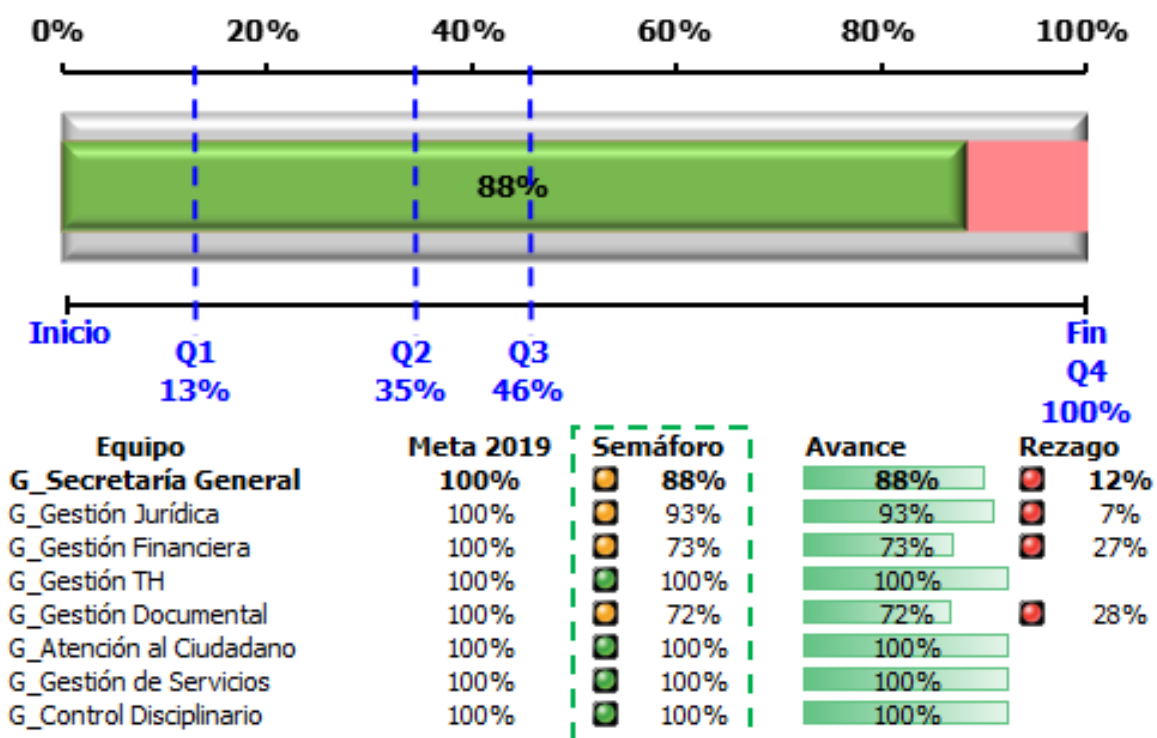 0% 20% 40% 60% 80% 100%
88%
Inicio Fin
Q1 Q2 Q3 Q4
13% 35% 46% 100%
Equipo Meta 2019 Semáforo Avance Rezago
G_Secretaría General 100% 88% 88% 12%
G_Gestión Jurídica 100% 93% 93% 7%
G_Gestión Financiera 100% 73% 73% 27%
G_Gestión TH 100% 100% 100%
G_Gestión Documental 100% 72% 72% 28%
G_Atención al Ciudadano 100% 100% 100%
G_Gestión de Servicios 100% 100% 100%
G_Control Disciplinario 100% 100% 100%